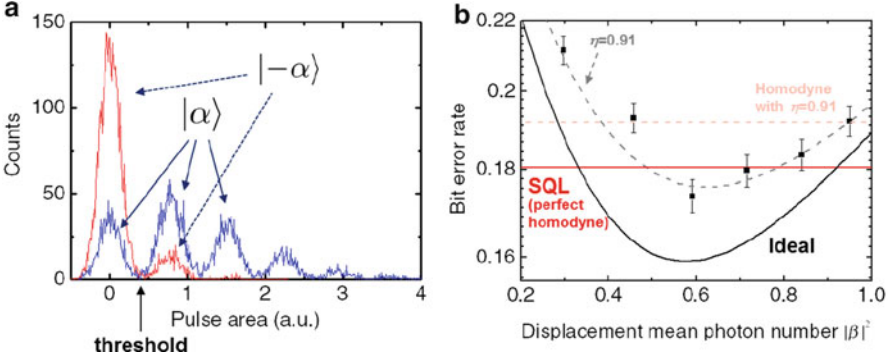 a
150
100
50
0
Counts
|−α⟩
|α⟩
0 1 2 3 4
Pulse area (a.u.)
threshold
b
0.22
0.22
0.18
0.16
Bit error rate
η=0.91
Homodyne
with η=0.91
SQL
(perfect
homodyne)
Ideal
0.2 0.4 0.6 0.8 1.0
Displacement mean photon number |β|²